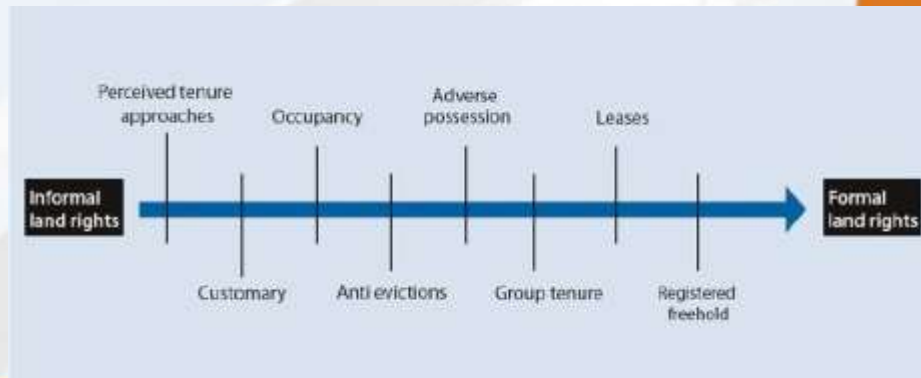 Perceived tenure
approaches
Occupancy
Adverse
possession
Leases
Informal
land rights
Formal
land rights
Customary
Anti evictions
Group tenure
Registered
freehold